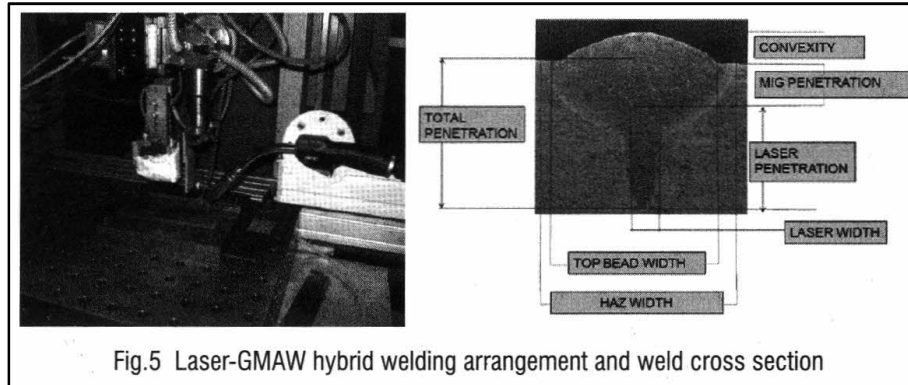 CONVEXITY
MIG PENETRATION
TOTAL
PENETRATION
LASER
PENETRATION
LASER WIDTH
TOP BEAD WIDTH
HAZ WIDTH
Fig.5 Laser-GMAW hybrid welding arrangement and weld cross section